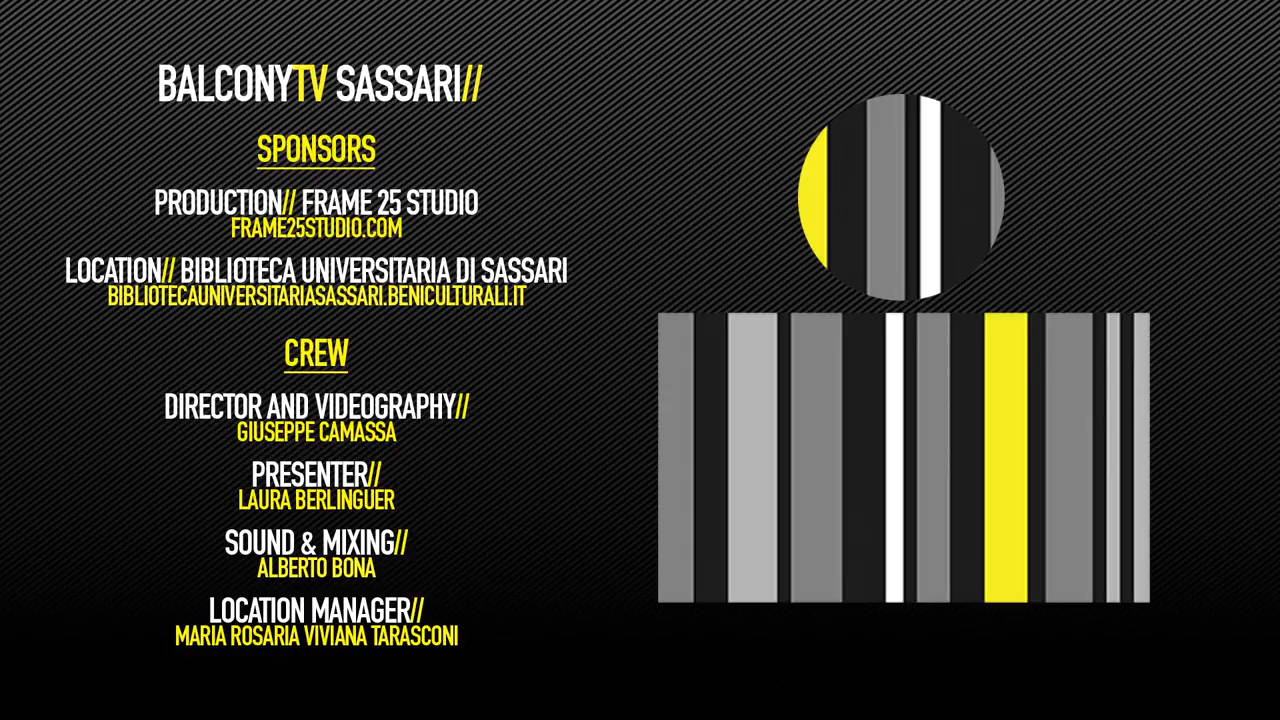 BALCONYTV SASSARI//
SPONSORS
PRODUCTION// FRAME 25 STUDIO
FRAME25STUDIO.COM
LOCATION// BIBLIOTECA UNIVERSITARIA DI SASSARI
BIBLIOTECAUNIVERSITARIASASSARI.BENICULTURALI.IT
CREW
DIRECTOR AND VIDEOGRAPHY//
GIUSEPPE CAMASSA
PRESENTER//
LAURA BERLINGUER
SOUND & MIXING//
ALBERTO BONA
LOCATION MANAGER//
MARIA ROSARIA VIVIANA TARASCONI